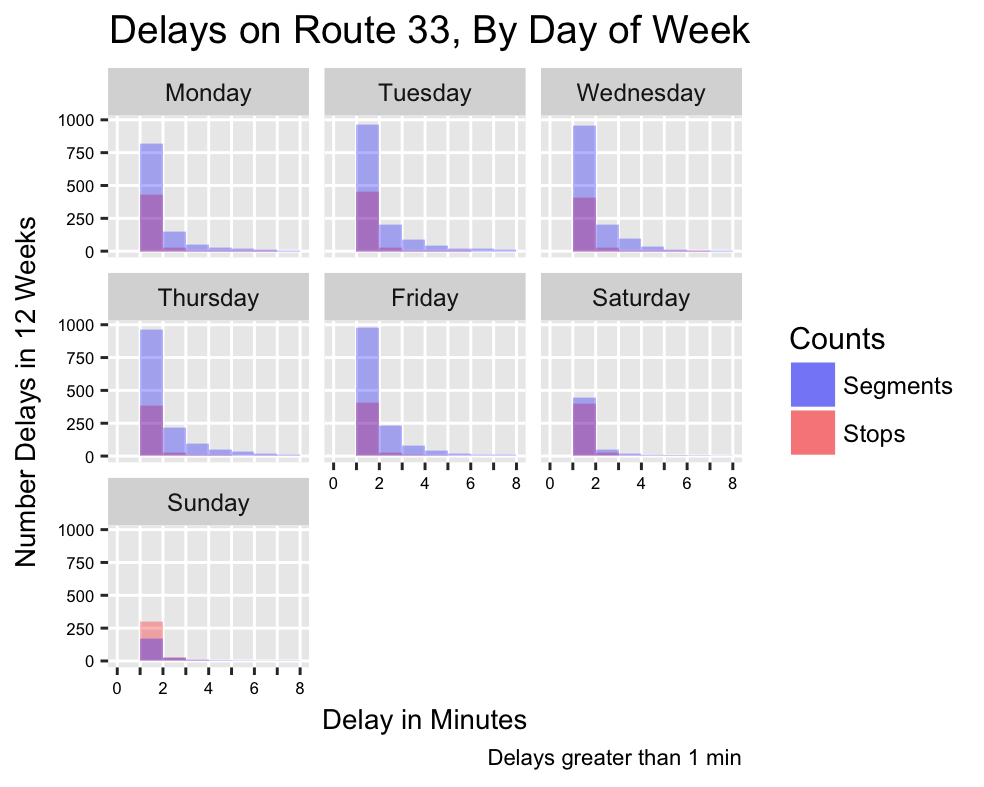 Delays on Route 33, By Day of Week
Monday Tuesday Wednesday
1000
750
500
250
0
Thursday Friday Saturday
1000
750
500
250
0
0 2 4 6 8 0 2 4 6 8
Sunday
1000
750
500
250
0
0 2 4 6 8
Number Delays in 12 Weeks
Delay in Minutes
Delays greater than 1 min
Counts
Segments
Stops